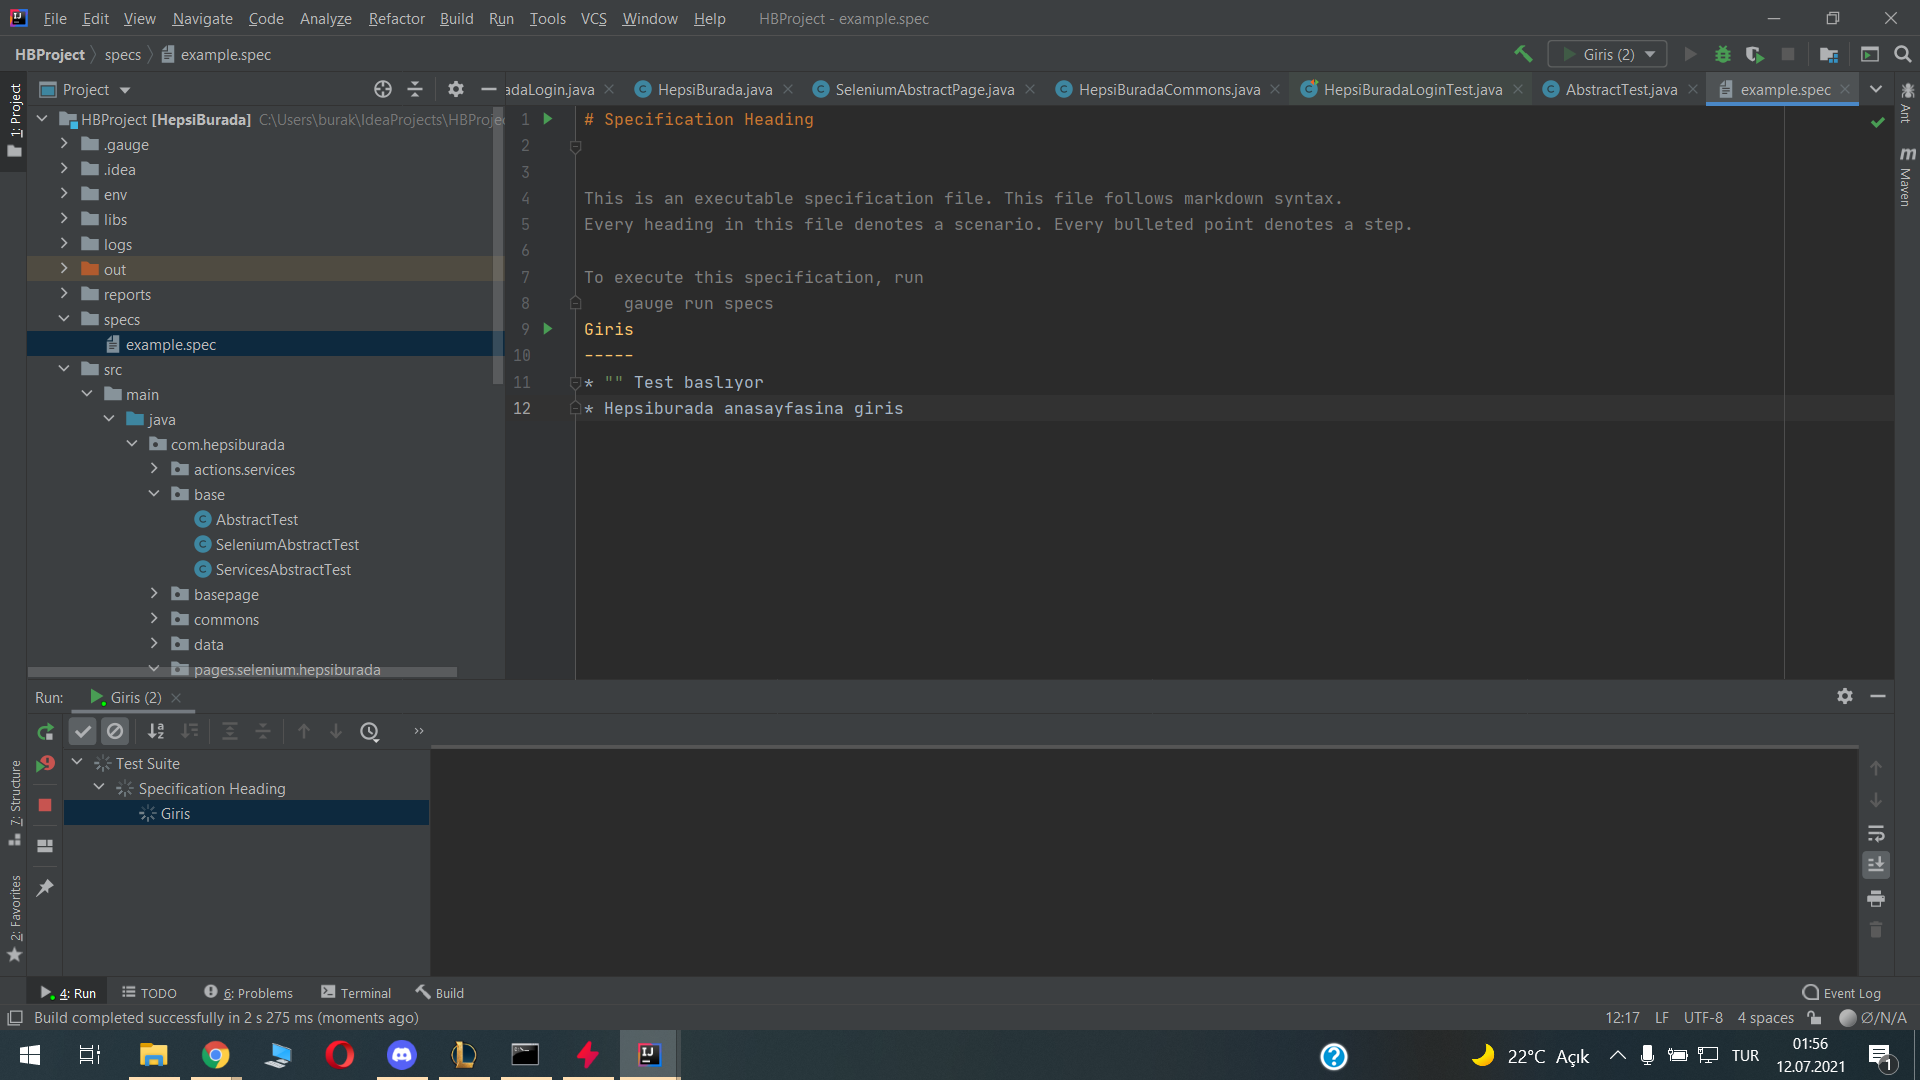 File Edit View Navigate Code Analyze Refactor Build Run Tools VCS Window Help HBProject - example.spec
HBProject specs example.spec Giris (2)
Project adaLogin.java HepsiBurada.java SeleniumAbstractPage.java HepsiBuradaCommons.java HepsiBuradaLoginTest.java AbstractTest.java example.spec
1: Project
Ant
Maven
HBProject [HepsiBurada] C:\Users\burak\IdeaProjects\HBProje
.gauge
.idea
env
libs
logs
out
reports
specs
example.spec
src
main
java
com.hepsiburada
actions.services
base
AbstractTest
SeleniumAbstractTest
ServicesAbstractTest
basepage
commons
data
pages.selenium.hepsiburada
1 # Specification Heading
2
3
4 This is an executable specification file. This file follows markdown syntax.
5 Every heading in this file denotes a scenario. Every bulleted point denotes a step.
6
7 To execute this specification, run
8 gauge run specs
9 Giris
10 -----
11 * "" Test baslıyor
12 * Hepsiburada anasayfasina giris
Run: Giris (2)
Test Suite
Specification Heading
Giris
7: Structure
2: Favorites
4: Run TODO 6: Problems Terminal Build Event Log
Build completed successfully in 2 s 275 ms (moments ago) 12:17 LF UTF-8 4 spaces Ø/N/A
22°C Açık TUR 01:56
12.07.2021
1